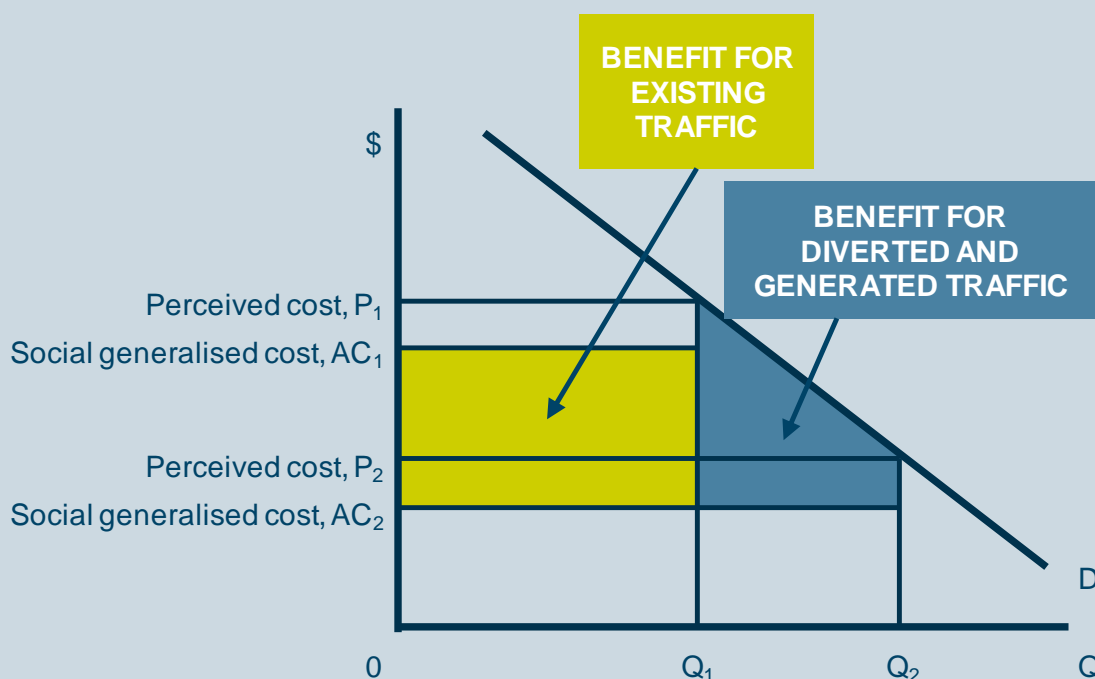 BENEFIT FOR
EXISTING
TRAFFIC
$
BENEFIT FOR
DIVERTED AND
GENERATED TRAFFIC
Perceived cost, P₁
Social generalised cost, AC₁
Perceived cost, P₂
Social generalised cost, AC₂
D
0 Q₁ Q₂ Q